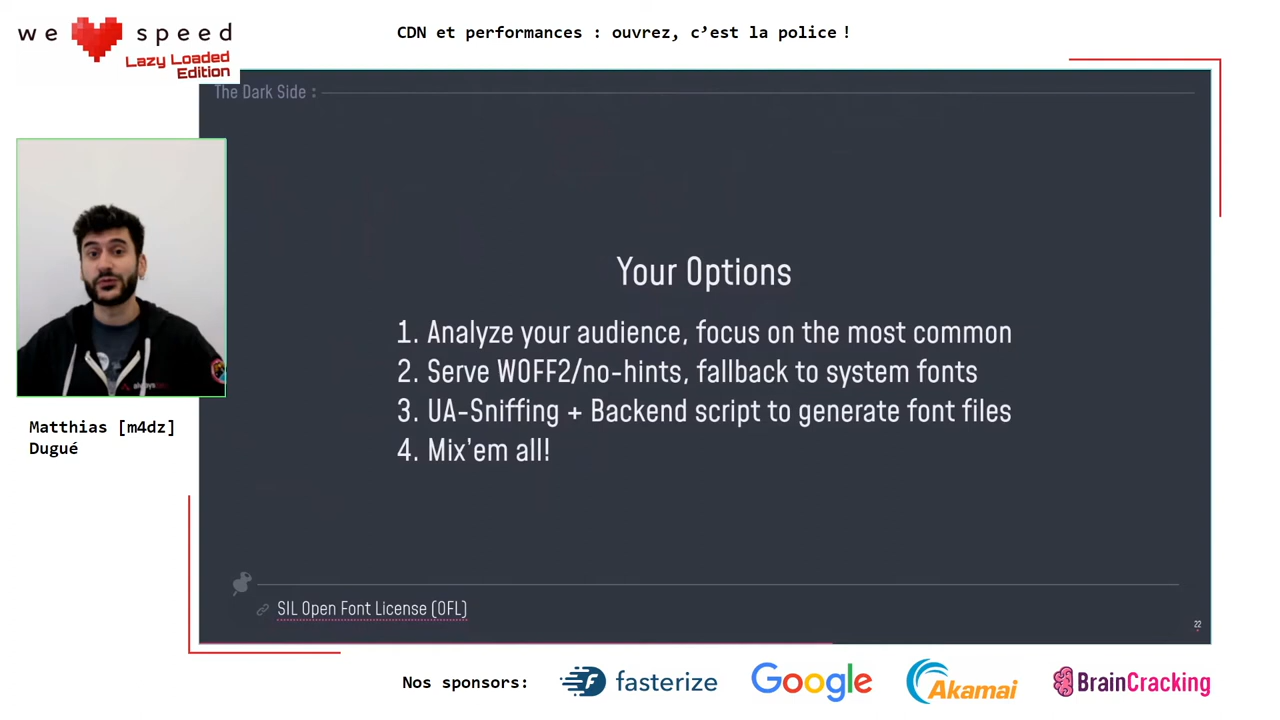 we speed
Lazy Loaded
Edition
CDN et performances : ouvrez, c’est la police !
The Dark Side :
Your Options
1. Analyze your audience, focus on the most common
2. Serve WOFF2/no-hints, fallback to system fonts
3. UA-Sniffing + Backend script to generate font files
4. Mix’em all!
Matthias [m4dz]
Dugué
SIL Open Font License (OFL)
22
Nos sponsors:
fasterize
Google
Akamai
BrainCracking